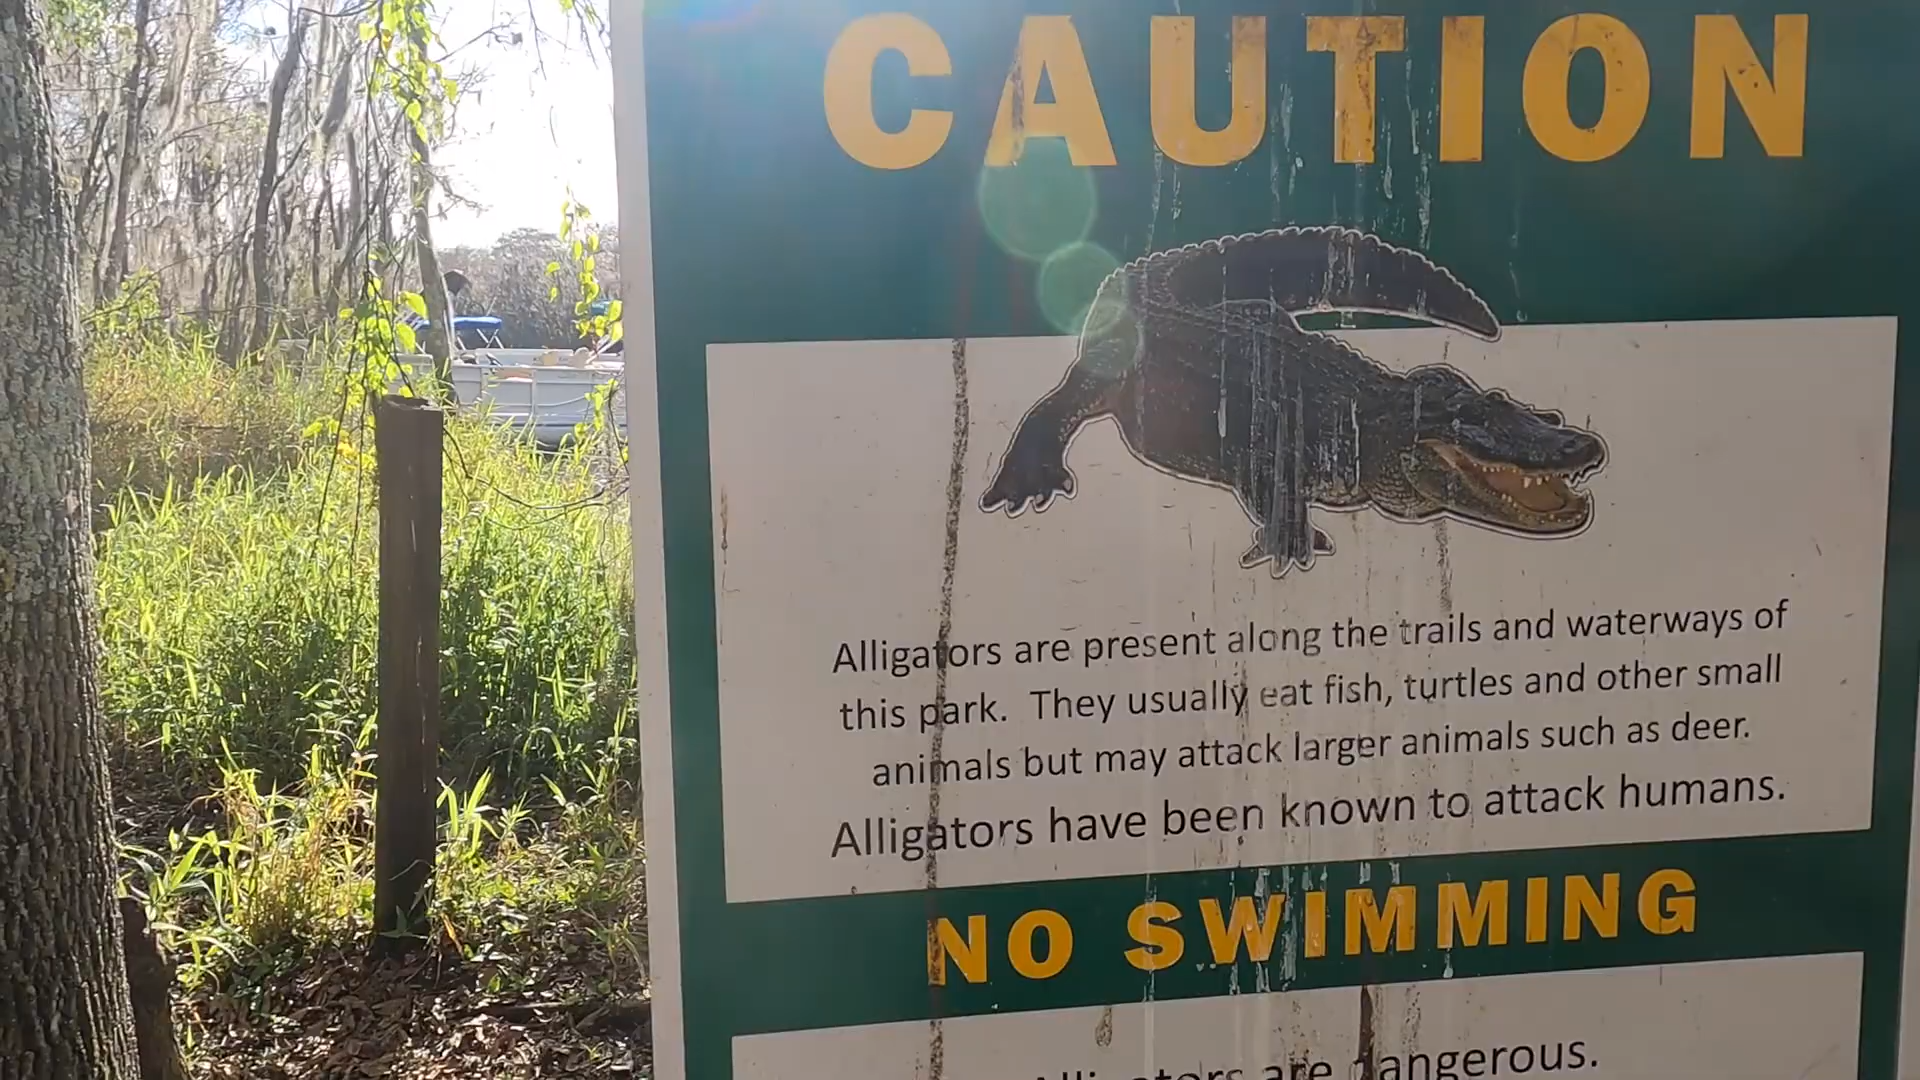 CAUTION
Alligators are present along the trails and waterways of
this park. They usually eat fish, turtles and other small
animals but may attack larger animals such as deer.
Alligators have been known to attack humans.
NO SWIMMING
Alligators are dangerous.